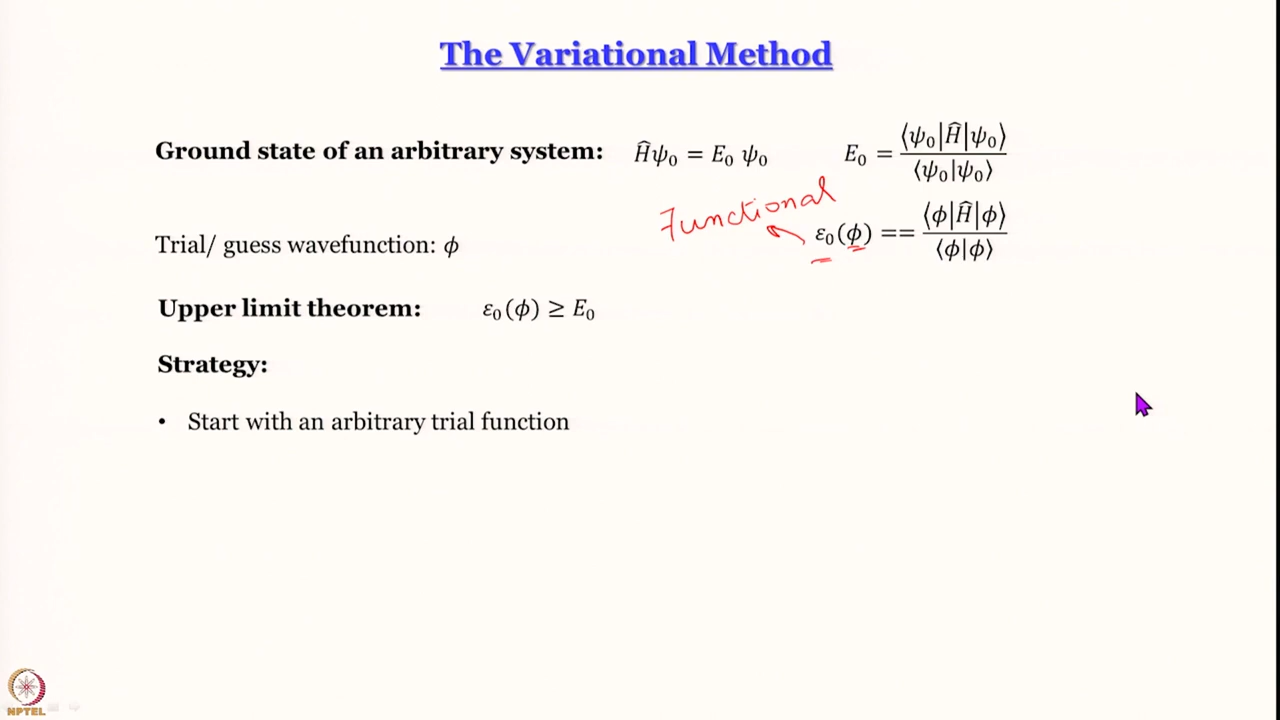 The Variational Method
Ground state of an arbitrary system: Ĥψ₀ = E₀ ψ₀ E₀ = ⟨ψ₀|Ĥ|ψ₀⟩ / ⟨ψ₀|ψ₀⟩
Functional
Trial/ guess wavefunction: ϕ ε₀(ϕ) == ⟨ϕ|Ĥ|ϕ⟩ / ⟨ϕ|ϕ⟩
Upper limit theorem: ε₀(ϕ) ≥ E₀
Strategy:
• Start with an arbitrary trial function
NPTEL